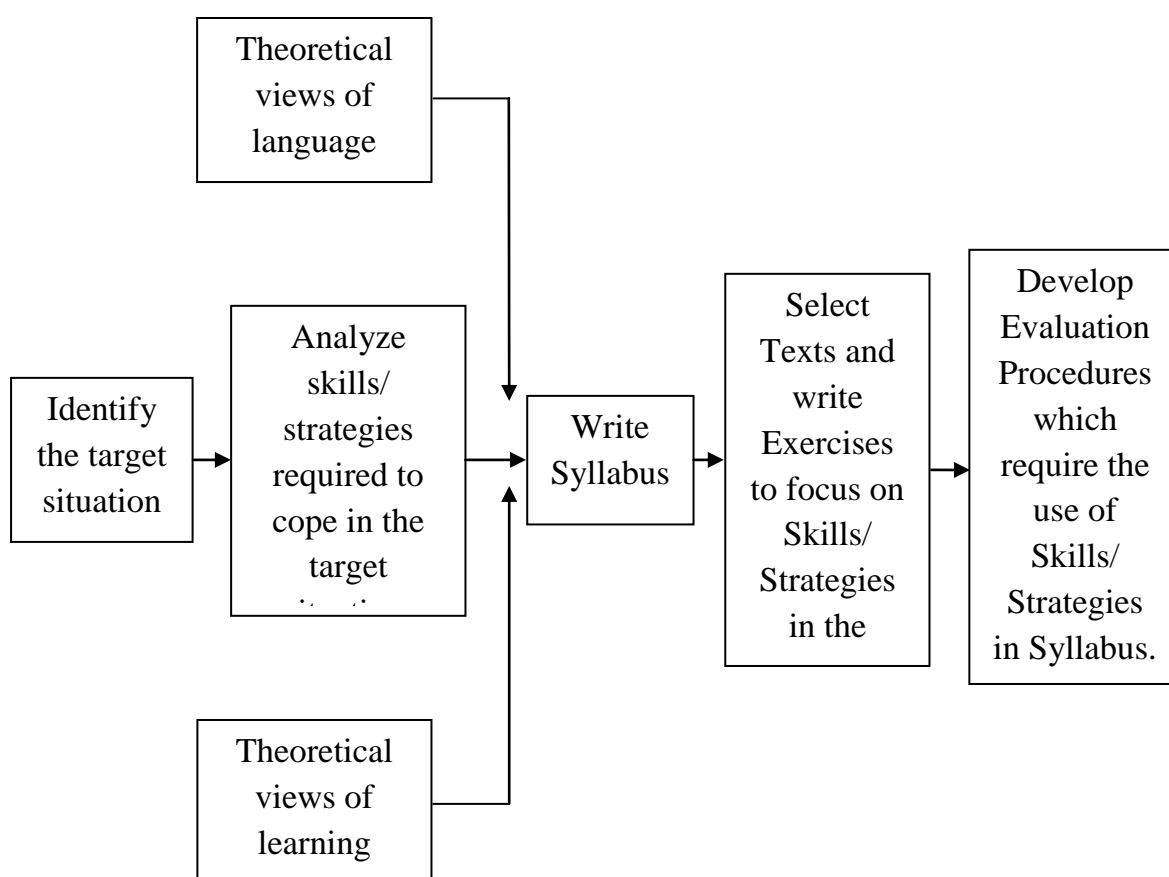 Theoretical
views of
language
Identify
the target
situation
Analyze
skills/
strategies
required to
cope in the
target
Write
Syllabus
Select
Texts and
write
Exercises
to focus on
Skills/
Strategies
in the
Develop
Evaluation
Procedures
which
require the
use of
Skills/
Strategies
in Syllabus.
Theoretical
views of
learning